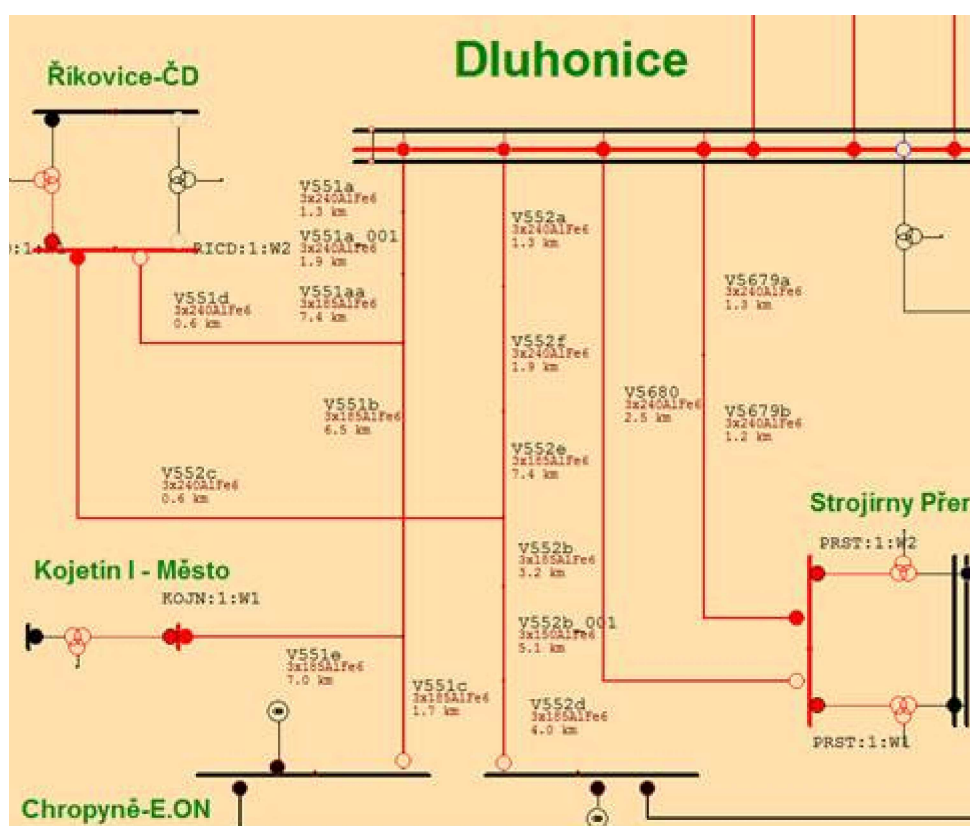 Dluhonice
Říkovice-ČD
V551a
3x240AlFe6
1.3 km
V551a_001
3x240AlFe6
1.9 km
RICD:1:W2
V551aa
3x185AlFe6
7.4 km
V551d
3x240AlFe6
0.6 km
V552a
3x240AlFe6
1.3 km
V5679a
3x240AlFe6
1.3 km
V552f
3x240AlFe6
1.9 km
V551b
3x185AlFe6
6.5 km
V5680
3x240AlFe6
2.5 km
V5679b
3x240AlFe6
1.2 km
V552e
3x185AlFe6
7.4 km
V552c
3x240AlFe6
0.6 km
Strojírny Přer
PRST:1:W2
V552b
3x185AlFe6
3.2 km
Kojetín I - Město
KOJN:1:W1
V552b_001
3x150AlFe6
5.1 km
V551e
3x185AlFe6
7.0 km
V551c
3x185AlFe6
1.7 km
V552d
3x185AlFe6
4.0 km
PRST:1:W1
Chropyně-E.ON